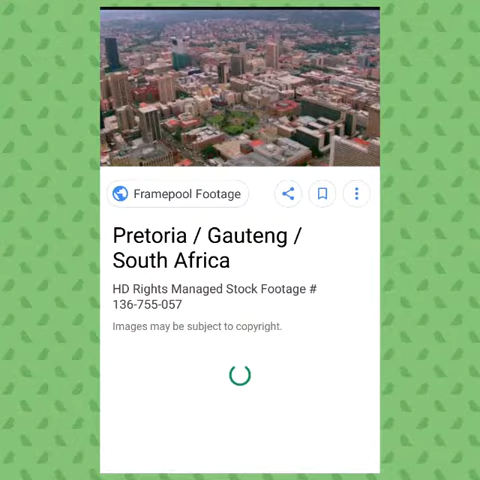 Framepool Footage
Pretoria / Gauteng /
South Africa
HD Rights Managed Stock Footage #
136-755-057
Images may be subject to copyright.